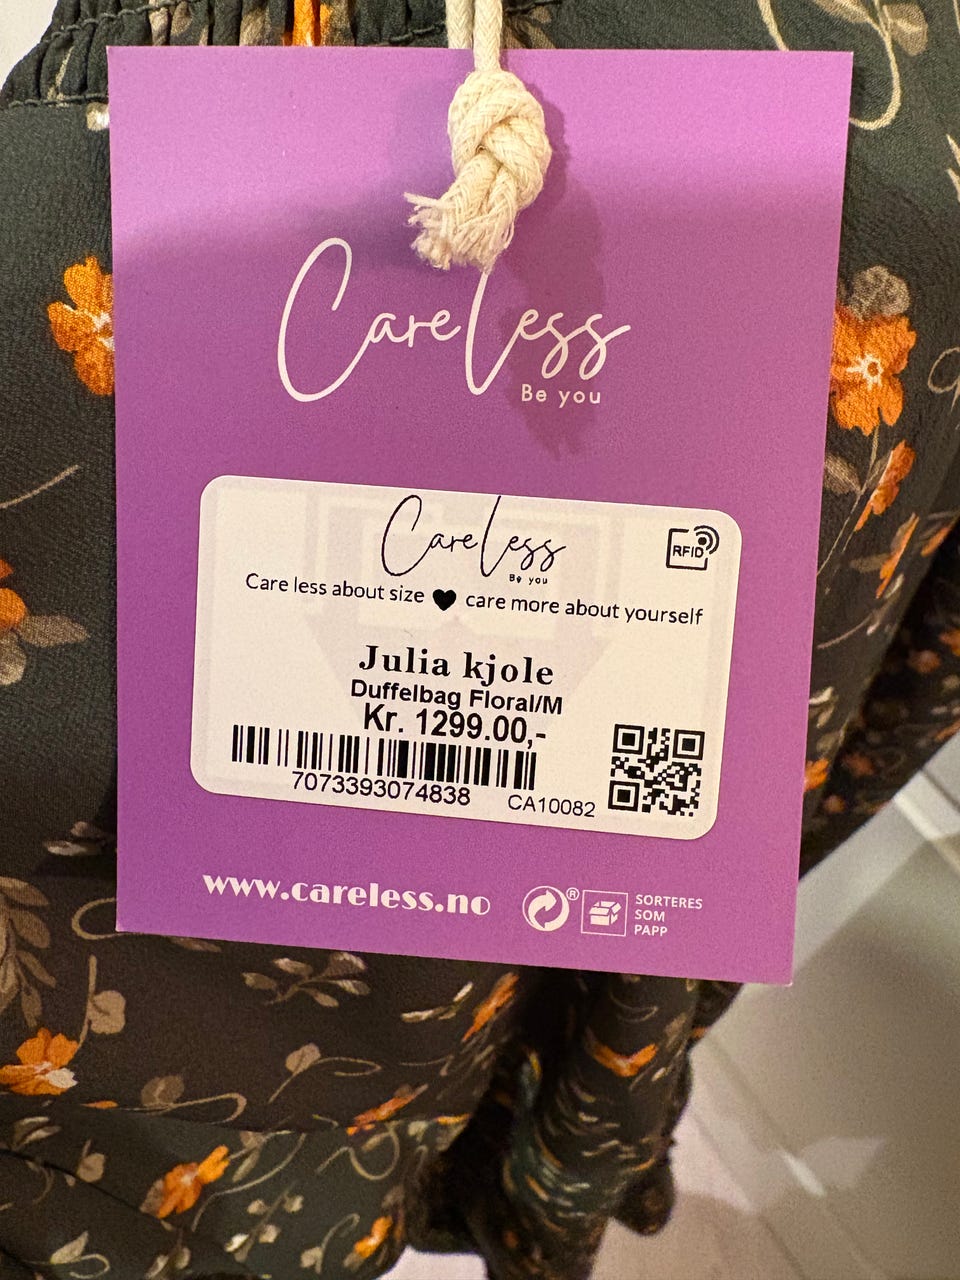 CareLess
Be you
CareLess
Be you
RFID
Care less about size ♥ care more about yourself
Julia kjole
Duffelbag Floral/M
Kr. 1299.00,-
7073393074838 CA10082
www.careless.no
®
SORTERES
SOM
PAPP